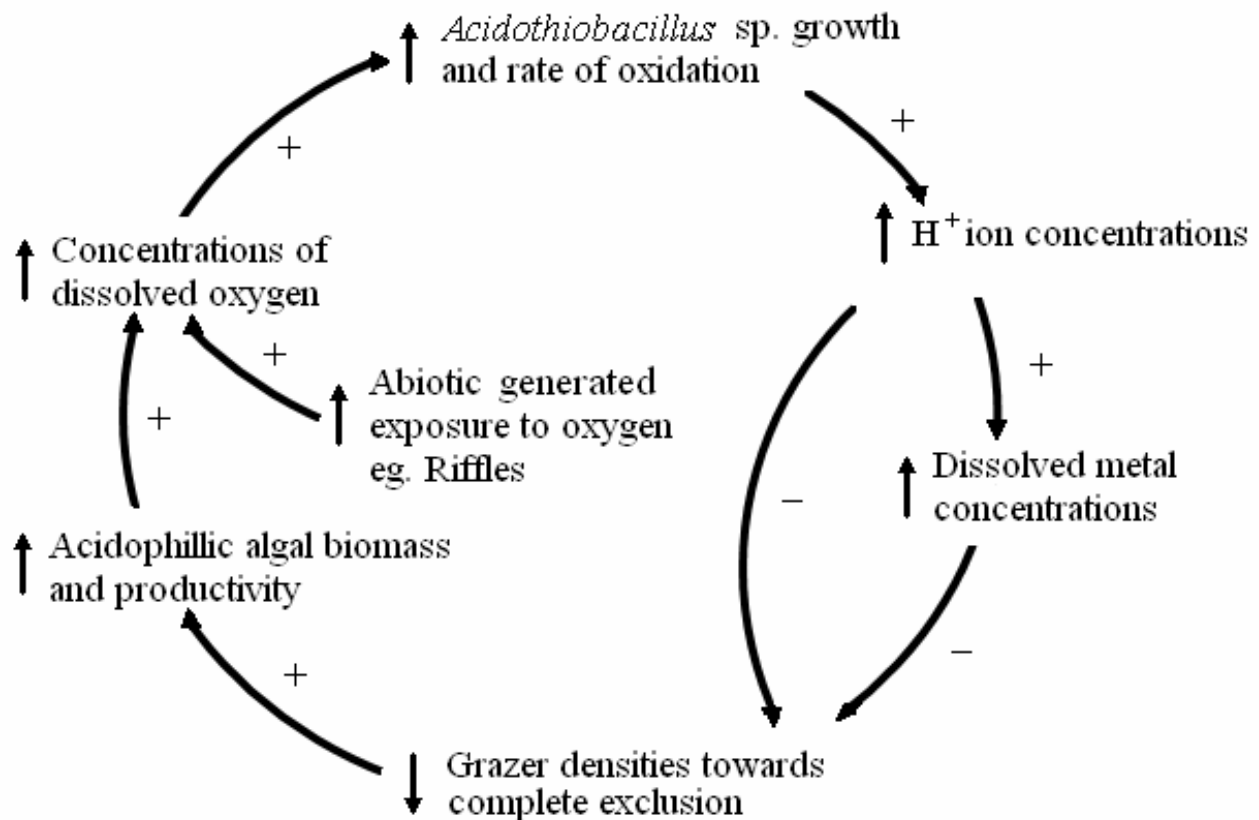 Acidothiobacillus sp. growth
and rate of oxidation
+
+
H+ ion concentrations
Concentrations of
dissolved oxygen
+
+
Abiotic generated
exposure to oxygen
eg. Riffles
+
Dissolved metal
concentrations
−
−
Acidophillic algal biomass
and productivity
+
Grazer densities towards
complete exclusion